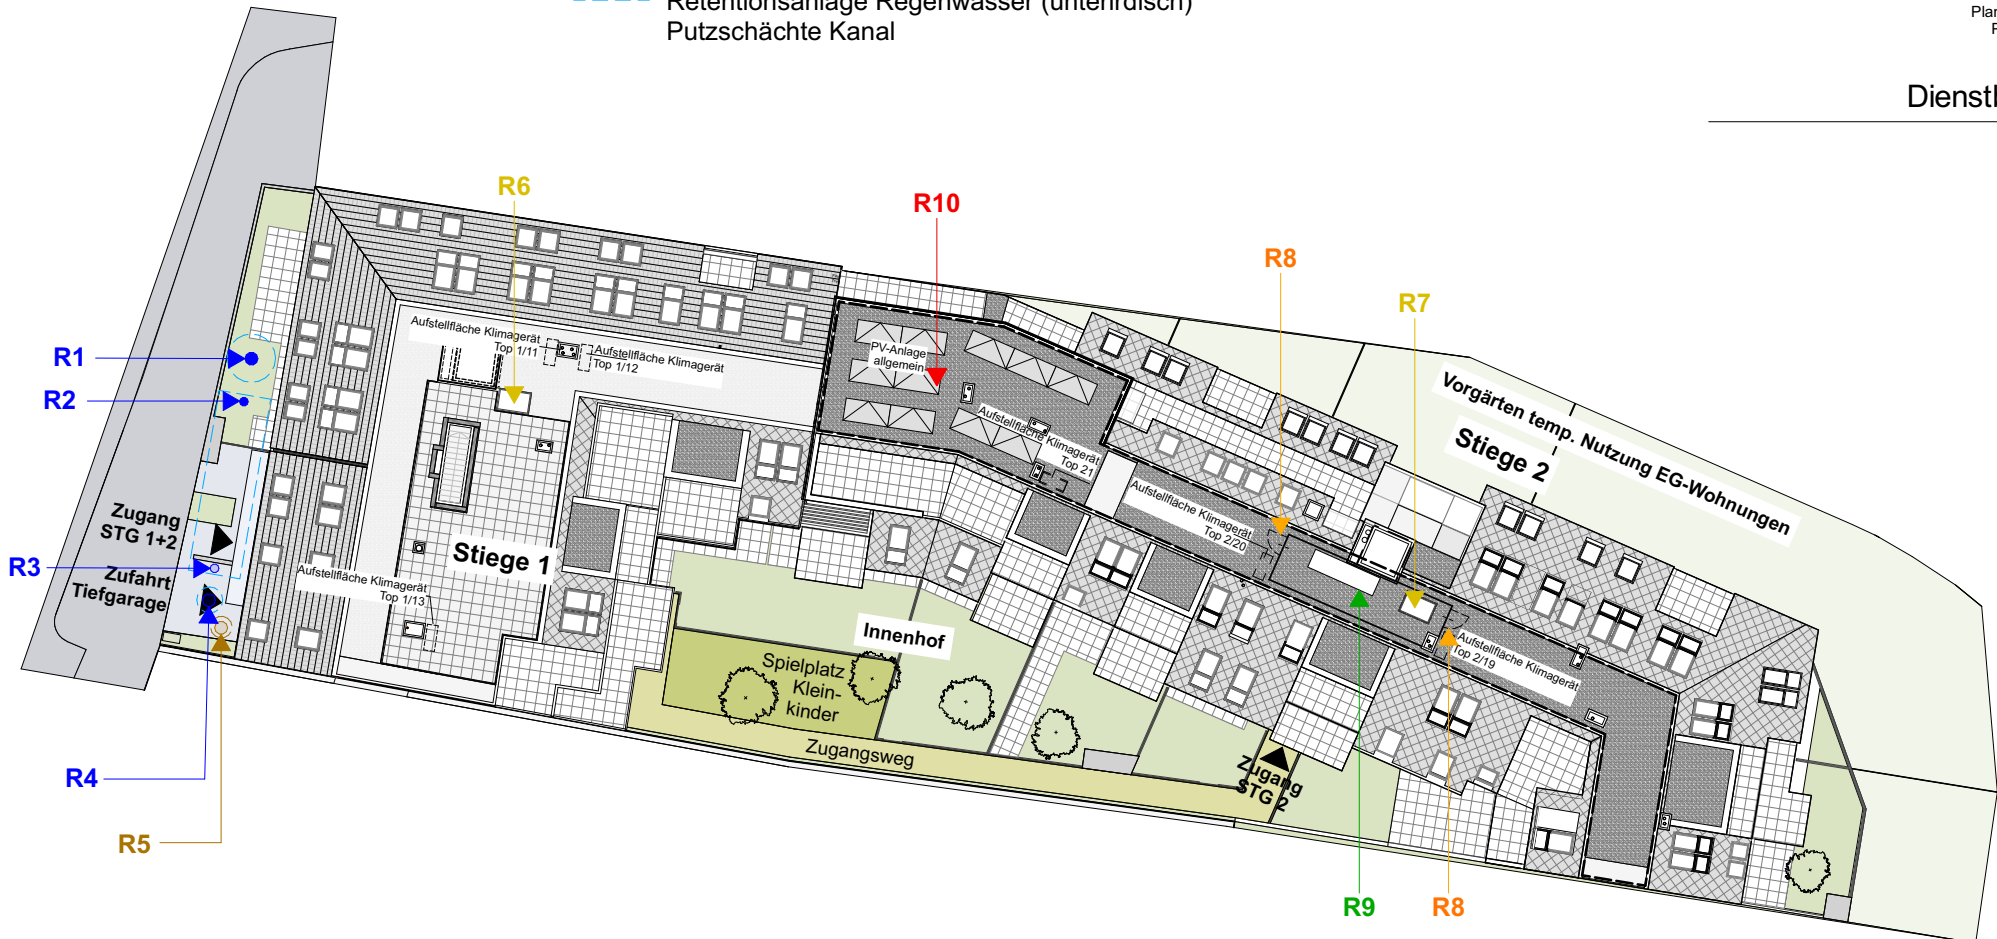 Retentionsanlage Regenwasser (unterirdisch)
Putzschächte Kanal
R6
R10
R8
R7
R1
R2
R3
R4
R5
R9
R8
Aufstellfläche Klimagerät
Top 1/11
Aufstellfläche Klimagerät
Top 1/12
PV-Anlage
allgemein
Aufstellfläche Klimagerät
Top 21
Aufstellfläche Klimagerät
Top 2/20
Vorgärten temp. Nutzung EG-Wohnungen
Stiege 2
Zugang
STG 1+2
Zufahrt
Tiefgarage
Stiege 1
Aufstellfläche Klimagerät
Top 1/13
Innenhof
Spielplatz
Klein-
kinder
Zugangsweg
Aufstellfläche Klimagerät
Top 2/19
Zugang
STG 2